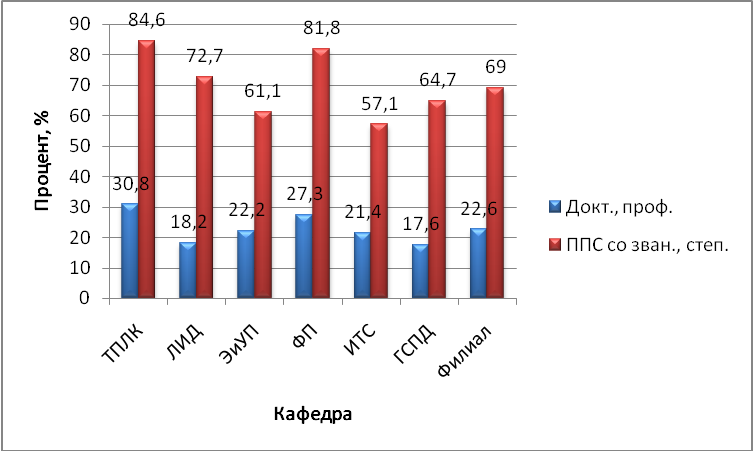 Процент, %
90
80
70
60
50
40
30
20
10
0
84,6
72,7
61,1
81,8
57,1
64,7
69
30,8
18,2
22,2
27,3
21,4
17,6
22,6
ТПЛК
ЛИД
ЭиУП
ФП
ИТС
ГСПД
Филиал
Кафедра
Докт., проф.
ППС со зван., степ.